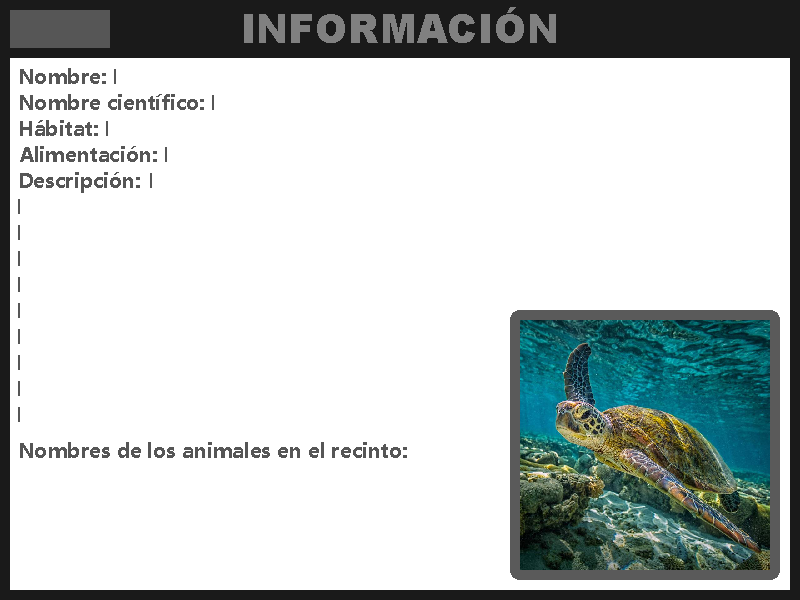 INFORMACIÓN
Nombre: |
Nombre científico: |
Hábitat: |
Alimentación: |
Descripción: |
|
|
|
|
|
|
|
|
|
Nombres de los animales en el recinto: